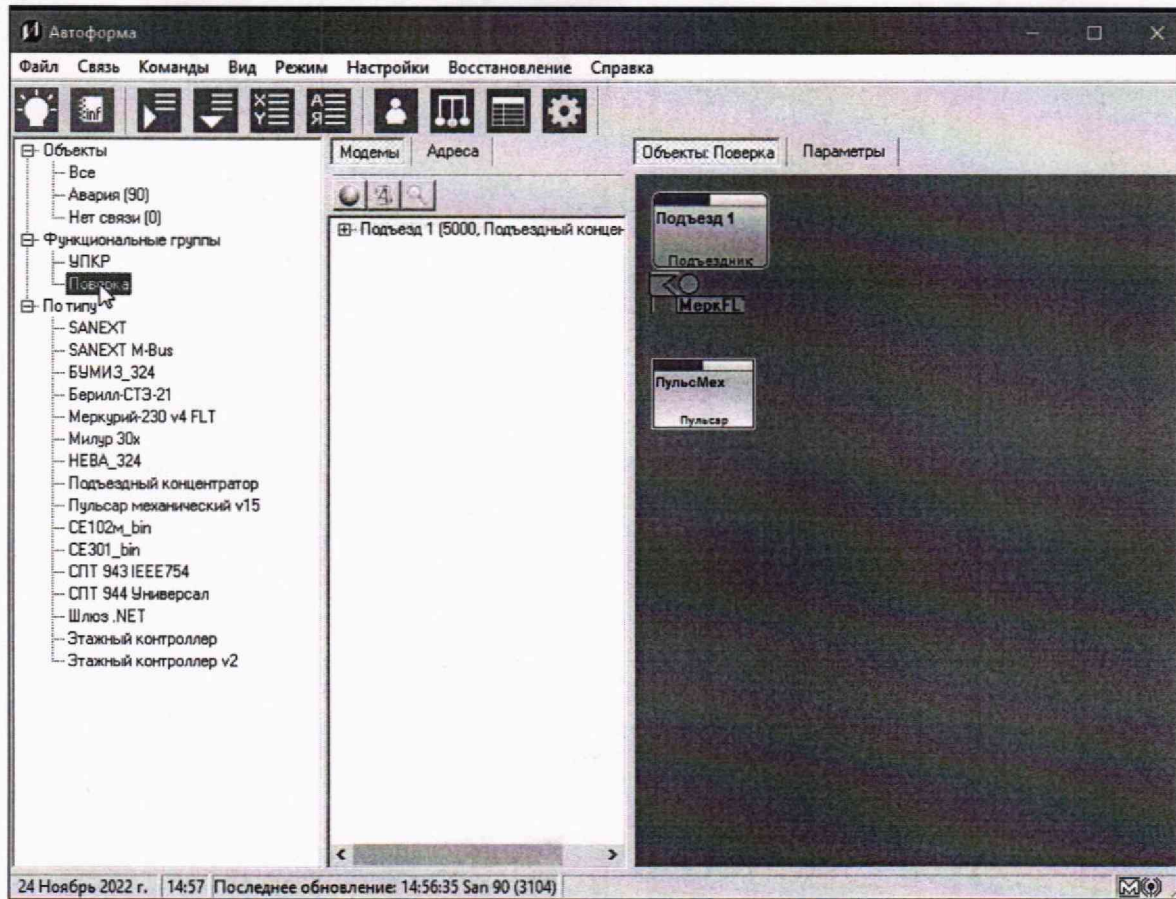 Автоформа
Файл Связь Команды Вид Режим Настройки Восстановление Справка
inf X Y А Я
Объекты
Все
Авария (90)
Нет связи (0)
Функциональные группы
УПКР
Поверка
По типу
SANEXT
SANEXT M-Bus
БУМИЗ_324
Берилл-СТЭ-21
Меркурий-230 v4 FLT
Милур 30x
НЕВА_324
Подъездный концентратор
Пульсар механический v15
CE102м_bin
CE301_bin
СПТ 943 IEEE754
СПТ 944 Универсал
Шлюз .NET
Этажный контроллер
Этажный контроллер v2
Модемы Адреса
Подъезд 1 (5000, Подъездный концен
Объекты: Поверка Параметры
Подъезд 1
Подъездник
МеркFL
ПульсМех
Пульсар
24 Ноябрь 2022 г. 14:57 Последнее обновление: 14:56:35 San 90 (3104)